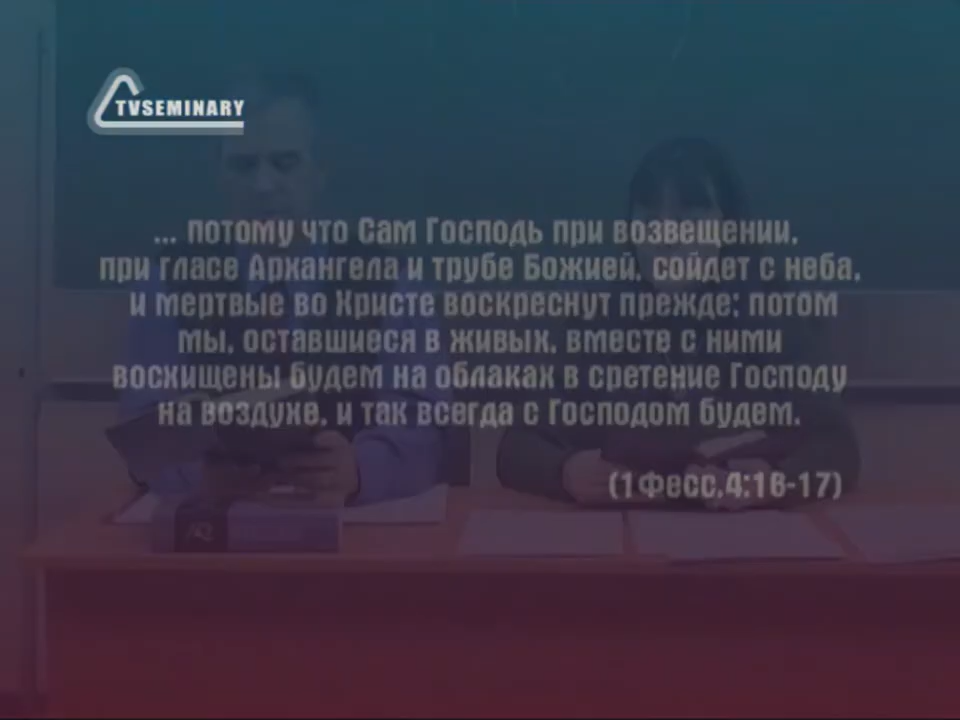 TVSEMINARY
... потому что Сам Господь при возвещении,
при гласе Архангела и трубе Божией, сойдет с неба,
и мертвые во Христе воскреснут прежде; потом
мы, оставшиеся в живых, вместе с ними
восхищены будем на облаках в сретение Господу
на воздухе, и так всегда с Господом будем.
(1Фесс.4:16-17)